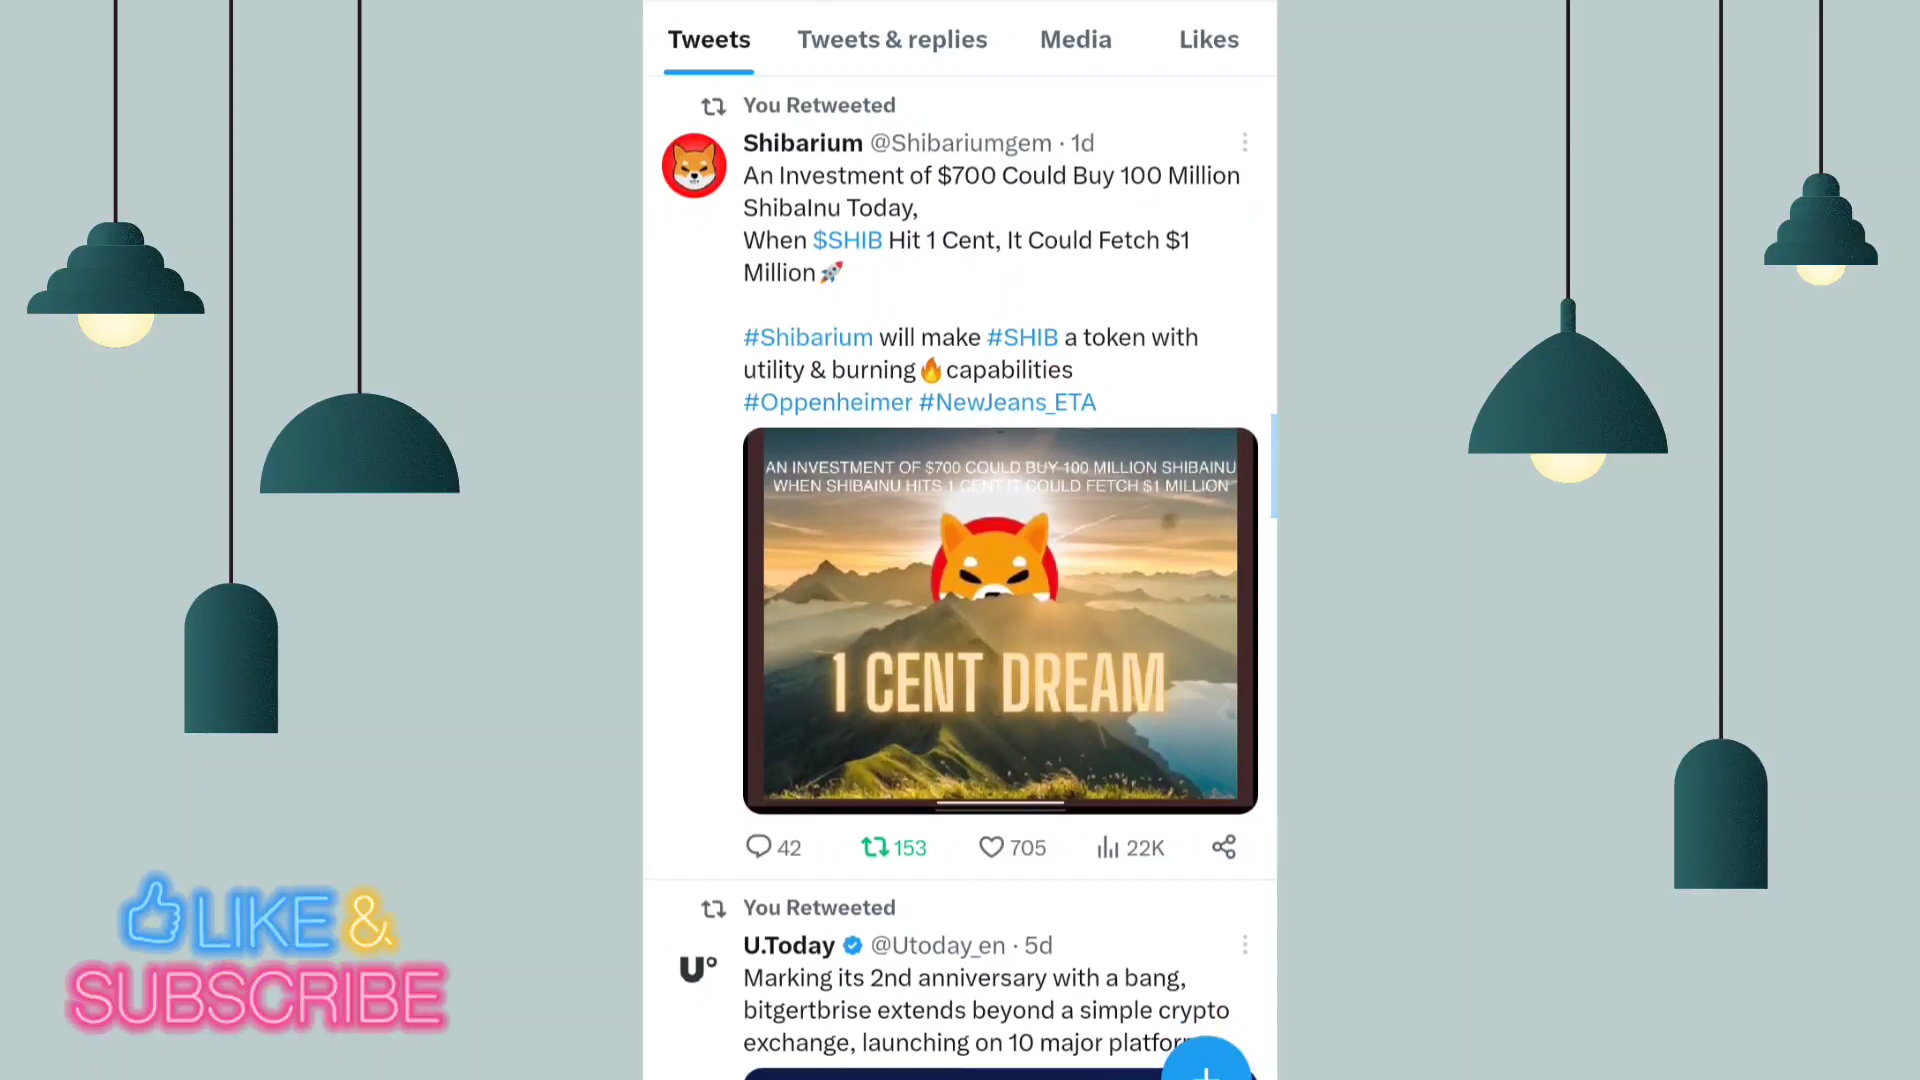 Tweets Tweets & replies Media Likes
You Retweeted
Shibarium @Shibariumgem · 1d
An Investment of $700 Could Buy 100 Million
ShibaInu Today,
When $SHIB Hit 1 Cent, It Could Fetch $1
Million🚀
#Shibarium will make #SHIB a token with
utility & burning🔥capabilities
#Oppenheimer #NewJeans_ETA
AN INVESTMENT OF $700 COULD BUY 100 MILLION SHIBAINU
WHEN SHIBAINU HITS 1 CENT IT COULD FETCH $1 MILLION
1 CENT DREAM
42 153 705 22K
You Retweeted
U.Today @Utoday_en · 5d
Marking its 2nd anniversary with a bang,
bitgertbrise extends beyond a simple crypto
exchange, launching on 10 major
LIKE &
SUBSCRIBE